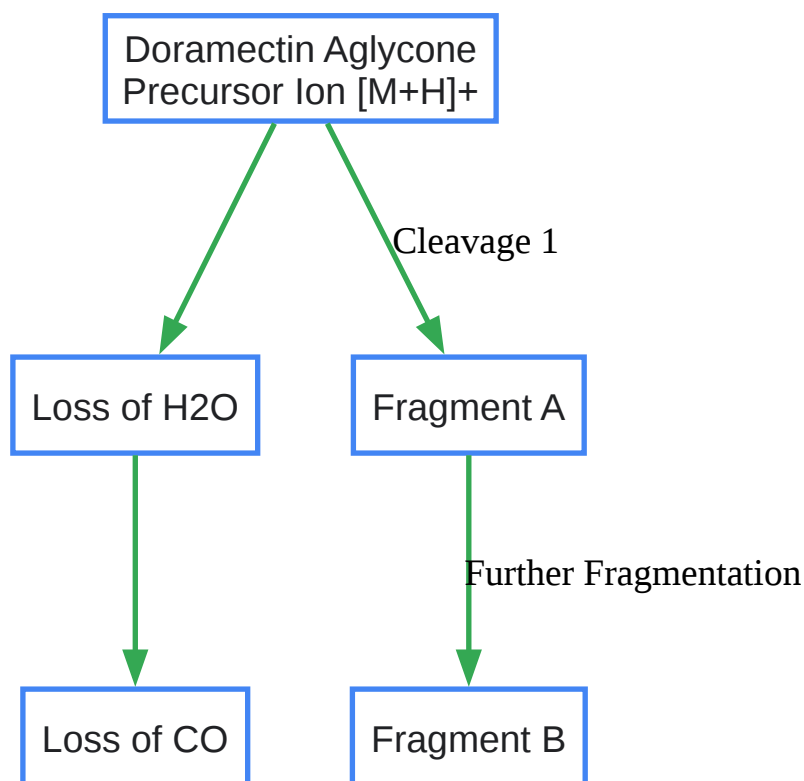 Doramectin Aglycone
Precursor Ion [M+H]+
Cleavage 1
Loss of H2O
Fragment A
Further Fragmentation
Loss of CO
Fragment B